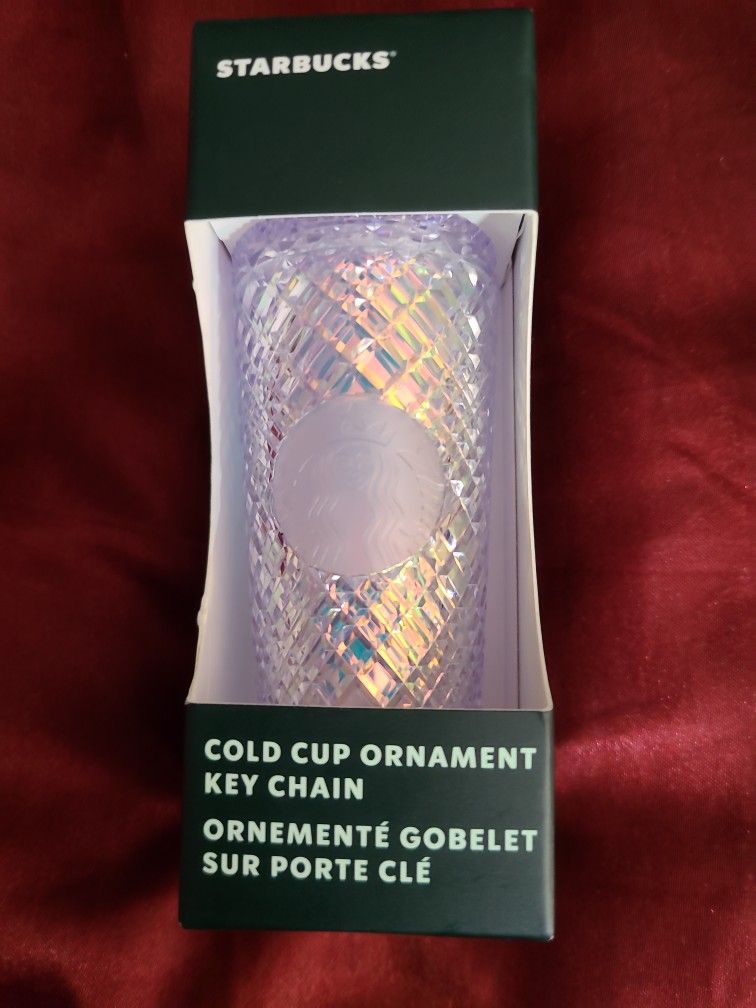 STARBUCKS®
COLD CUP ORNAMENT
KEY CHAIN
ORNEMENTÉ GOBELET
SUR PORTE CLÉ